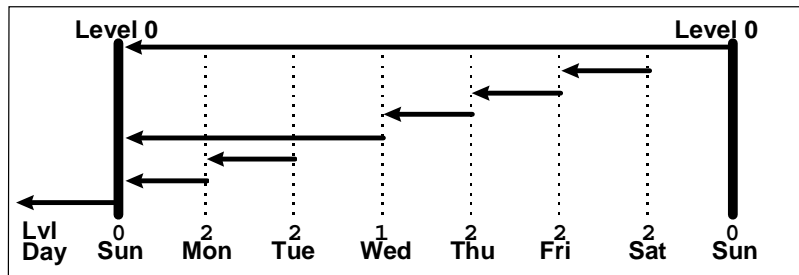 Level 0 Level 0
Lvl 0 2 2 1 2 2 2 0
Day Sun Mon Tue Wed Thu Fri Sat Sun